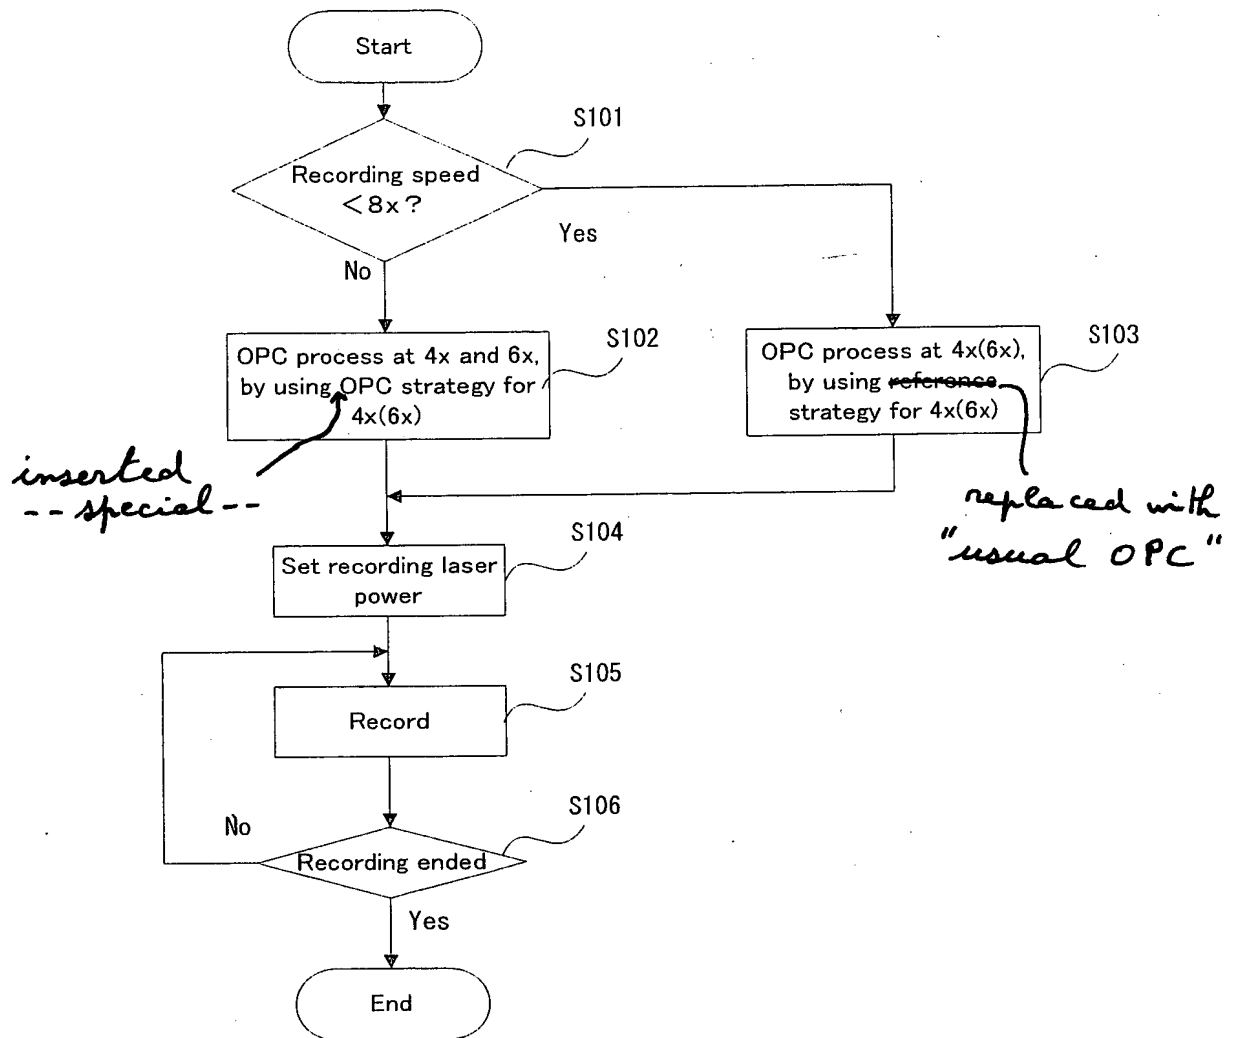 Start
S101
Recording speed
<8x?
Yes
No
S102
OPC process at 4x and 6x,
by using OPC strategy for
4x(6x)
S103
OPC process at 4x(6x),
by using reference
strategy for 4x(6x)
inserted
--special--
replaced with
"usual OPC"
S104
Set recording laser
power
S105
Record
S106
No
Recording ended
Yes
End